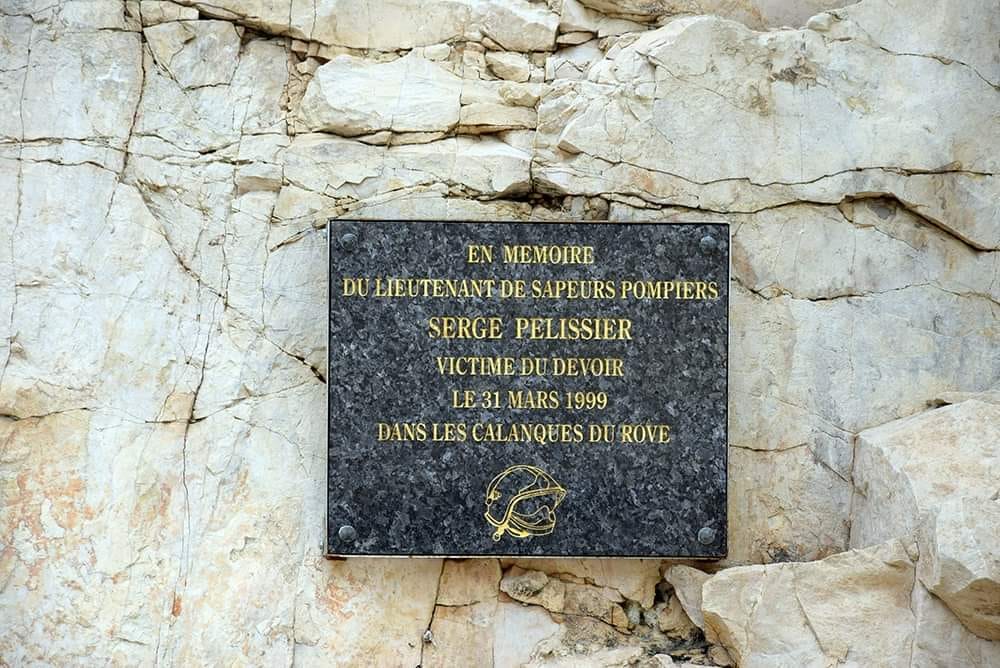 EN MEMOIRE
DU LIEUTENANT DE SAPEURS POMPIERS
SERGE PELISSIER
VICTIME DU DEVOIR
LE 31 MARS 1999
DANS LES CALANQUES DU ROVE